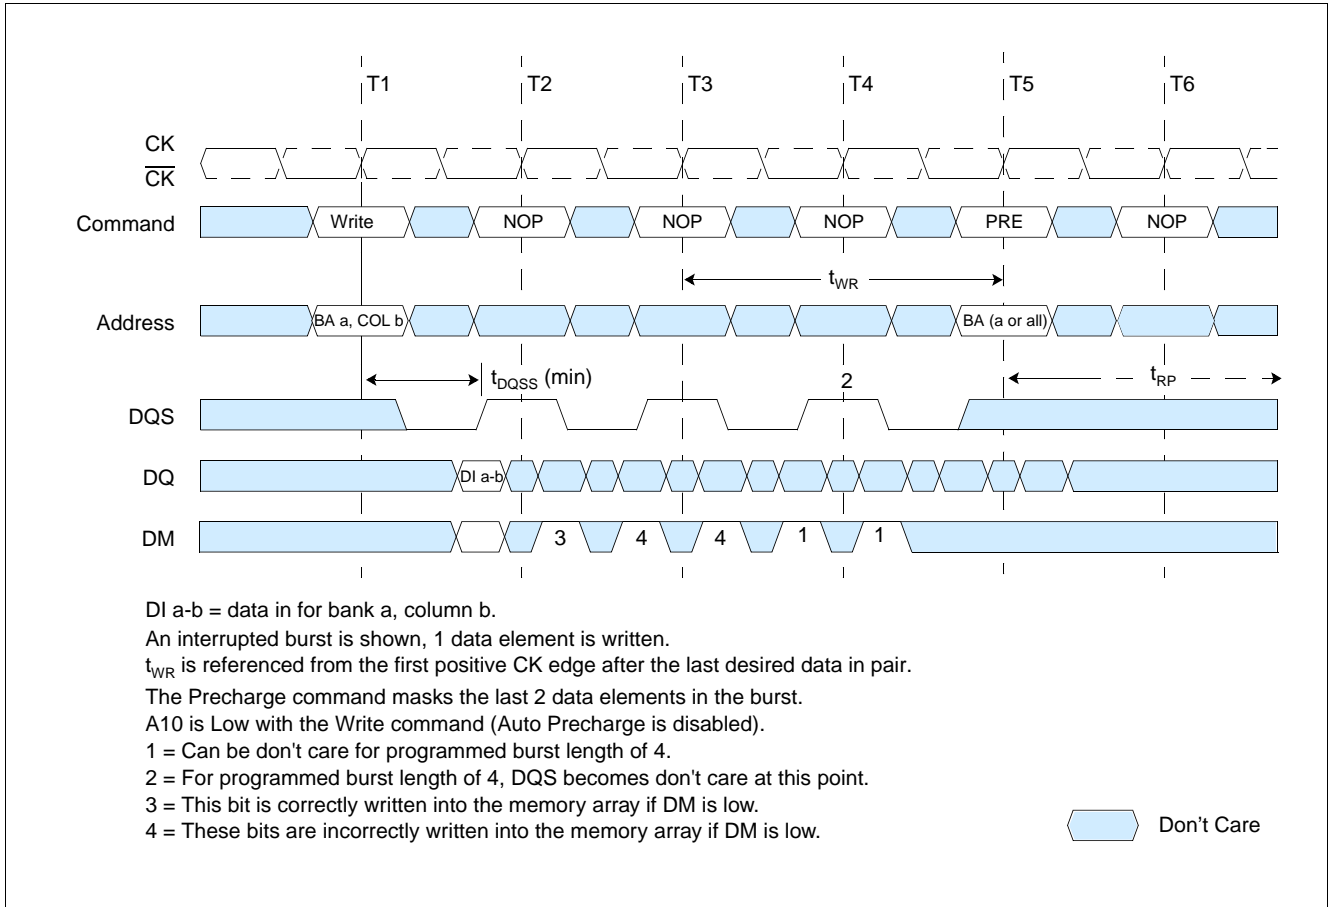 T1 T2 T3 T4 T5 T6
CK
CK
Command Write NOP NOP NOP PRE NOP
tWR
Address BA a, COL b BA (a or all)
tDQSS (min) 2 tRP
DQS
DQ DI a-b
DM 3 4 4 1 1
DI a-b = data in for bank a, column b.
An interrupted burst is shown, 1 data element is written.
tWR is referenced from the first positive CK edge after the last desired data in pair.
The Precharge command masks the last 2 data elements in the burst.
A10 is Low with the Write command (Auto Precharge is disabled).
1 = Can be don't care for programmed burst length of 4.
2 = For programmed burst length of 4, DQS becomes don't care at this point.
3 = This bit is correctly written into the memory array if DM is low.
4 = These bits are incorrectly written into the memory array if DM is low.
Don't Care